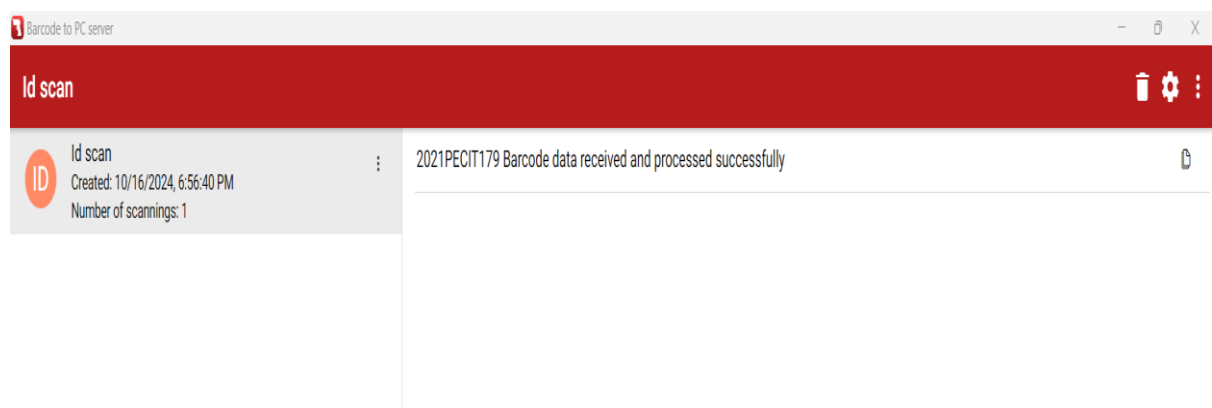 Barcode to PC server
Id scan
ID
Id scan
Created: 10/16/2024, 6:56:40 PM
Number of scannings: 1
2021PECIT179 Barcode data received and processed successfully